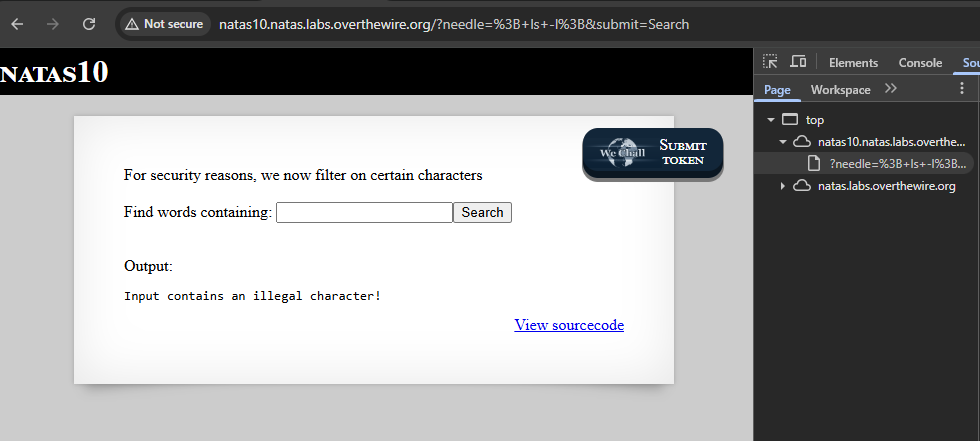 Not secure natas10.natas.labs.overthewire.org/?needle=%3B+ls+-l%3B&submit=Search
NATAS10
Elements Console Sou
Page Workspace
top
natas10.natas.labs.overthe...
?needle=%3B+ls+-l%3B...
natas.labs.overthewire.org
We Chall
SUBMIT
TOKEN
For security reasons, we now filter on certain characters
Find words containing: Search
Output:
Input contains an illegal character!
View sourcecode